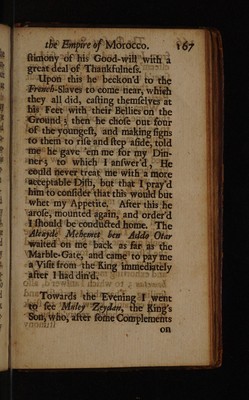 the Empire of Morocco. 167
stimony of his Good-will with a
great deal of Thankfulness.
Upon this he beckon'd to the
French-Slaves to come near, which
they all did, casting themselves at
his Feet with their Bellies on the
Ground; then he chose out four
of the youngest, and making signs
to them to rise and step aside, told
me he gave 'em me for my Din-
ner; to which I answer'd, He
could never treat me with a more
acceptable Dish, but that I pray'd
him to consider that this would but
whet my Appetite. After this he
arose, mounted again, and order'd
I should be conducted home. The
Alcayde Mehemet ben Addo Otar
waited on me back as far as the
Marble-Gate, and came to pay me
a Visit from the King immediately
after I had din'd.
Towards the Evening I went
to see Muley Zeydan, the King's
Son, who, after some Complements
on